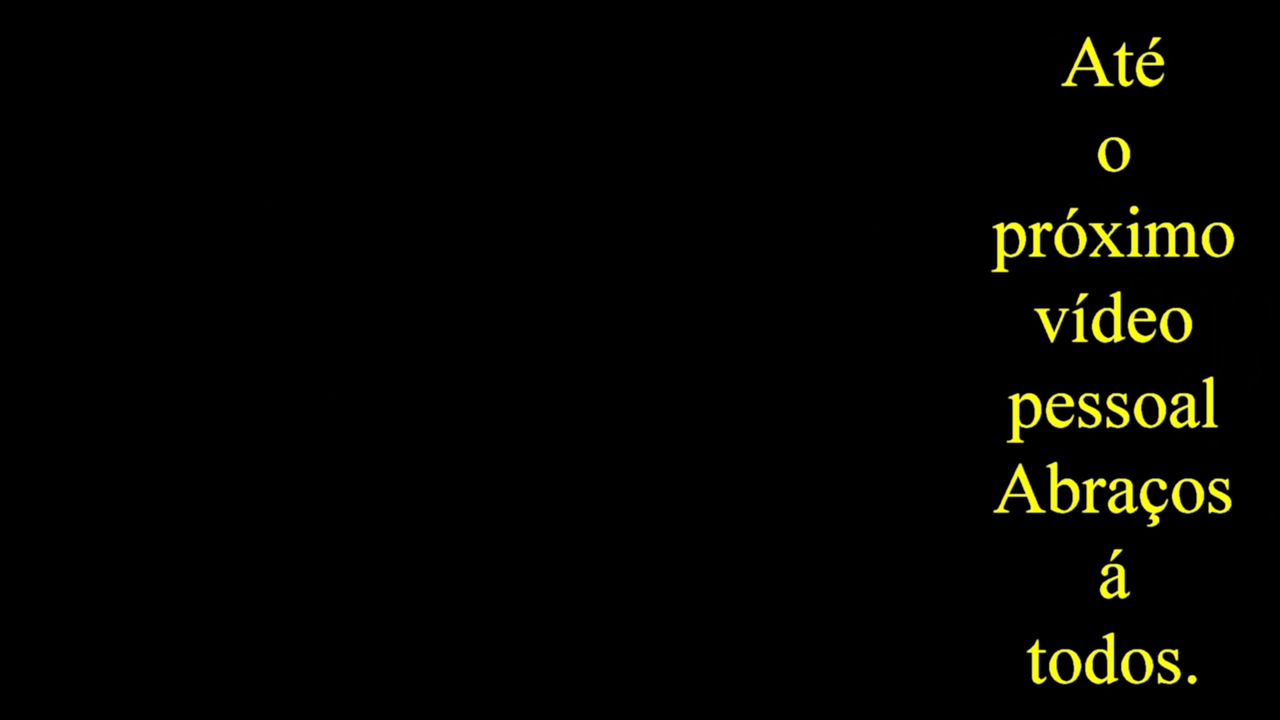 Até
o
próximo
vídeo
pessoal
Abraços
á
todos.